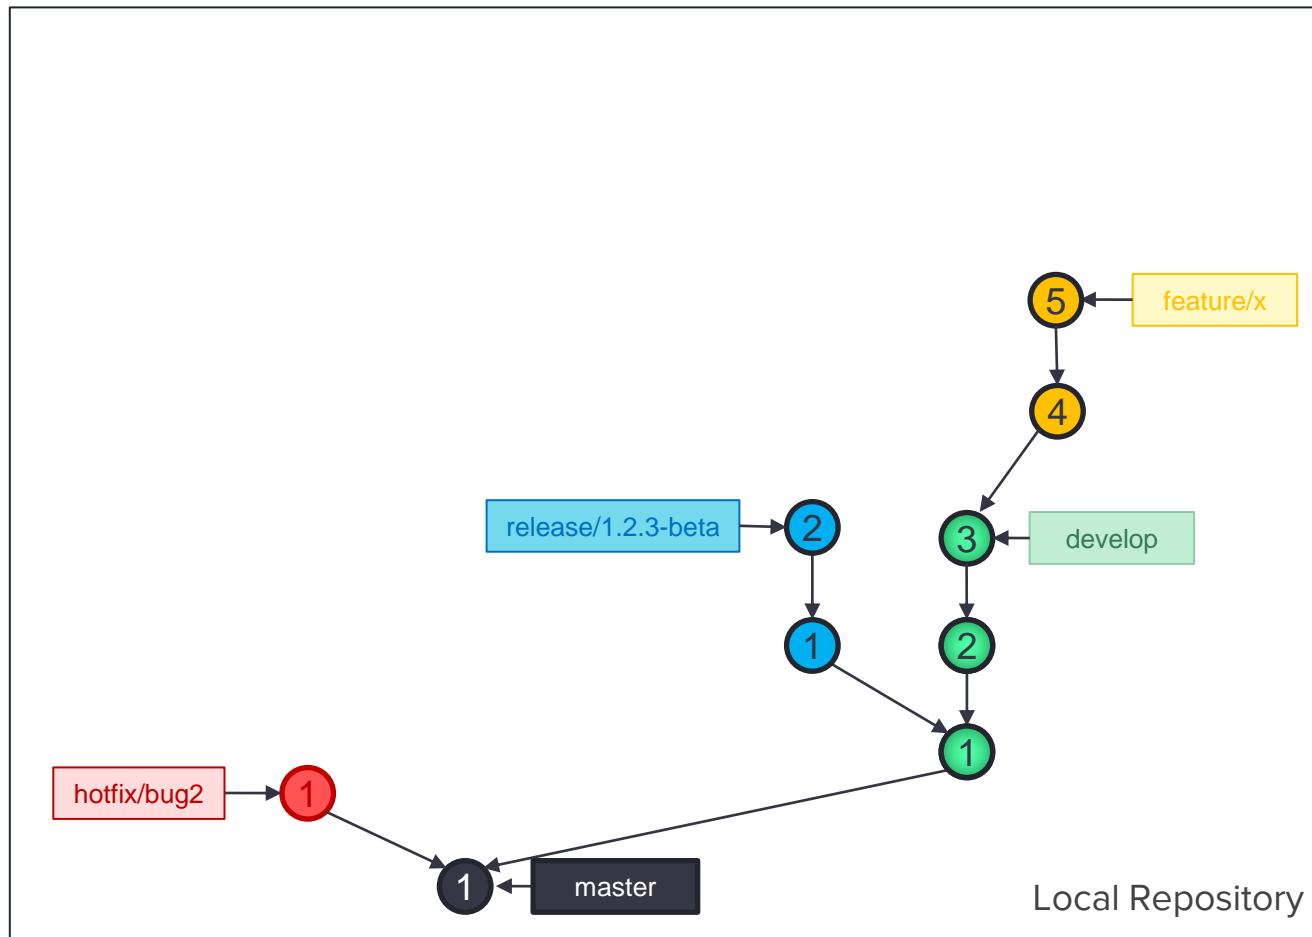 5
feature/x
4
release/1.2.3-beta
2
3
develop
1
2
1
hotfix/bug2
1
1
master
Local Repository